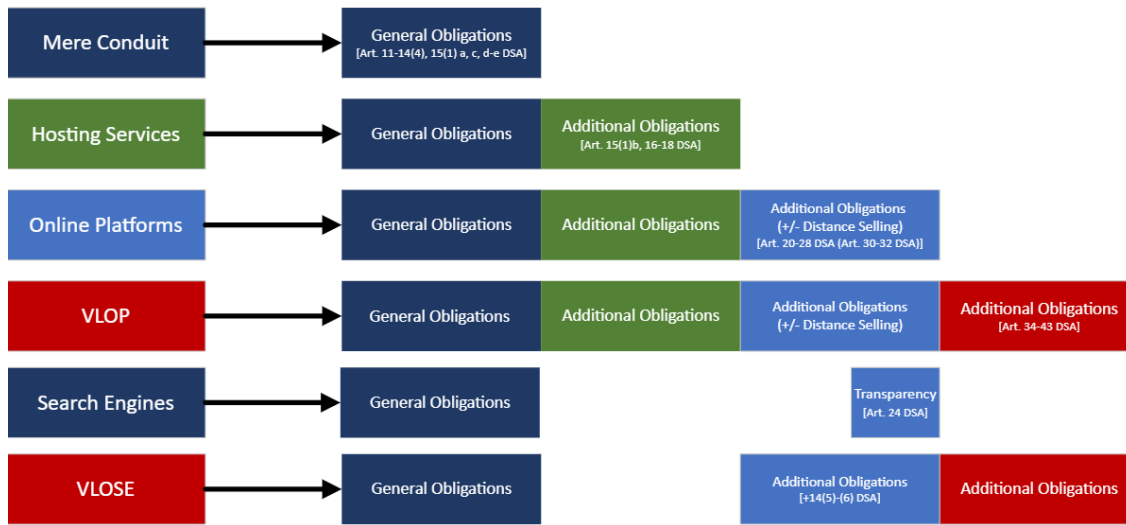 Mere Conduit
General Obligations
[Art. 11-14(4), 15(1) a, c, d-e DSA]
Hosting Services
General Obligations
Additional Obligations
[Art. 15(1)b, 16-18 DSA]
Online Platforms
General Obligations
Additional Obligations
Additional Obligations
(+/- Distance Selling)
[Art. 20-28 DSA (Art. 30-32 DSA)]
VLOP
General Obligations
Additional Obligations
Additional Obligations
(+/- Distance Selling)
Additional Obligations
[Art. 34-43 DSA]
Search Engines
General Obligations
Transparency
[Art. 24 DSA]
VLOSE
General Obligations
Additional Obligations
[+14(5)-(6) DSA]
Additional Obligations